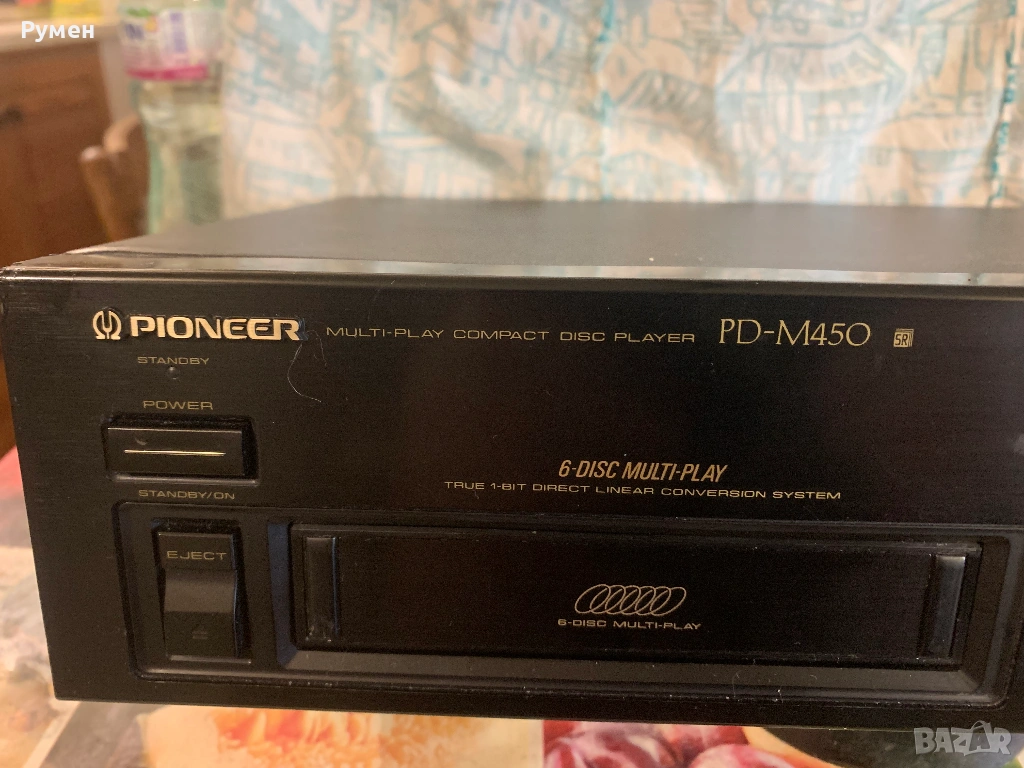 Румен
PIONEER MULTI-PLAY COMPACT DISC PLAYER PD-M450 SR
STANDBY
POWER
6-DISC MULTI-PLAY
TRUE 1-BIT DIRECT LINEAR CONVERSION SYSTEM
STANDBY/ON
EJECT
6-DISC MULTI-PLAY
BAZAR